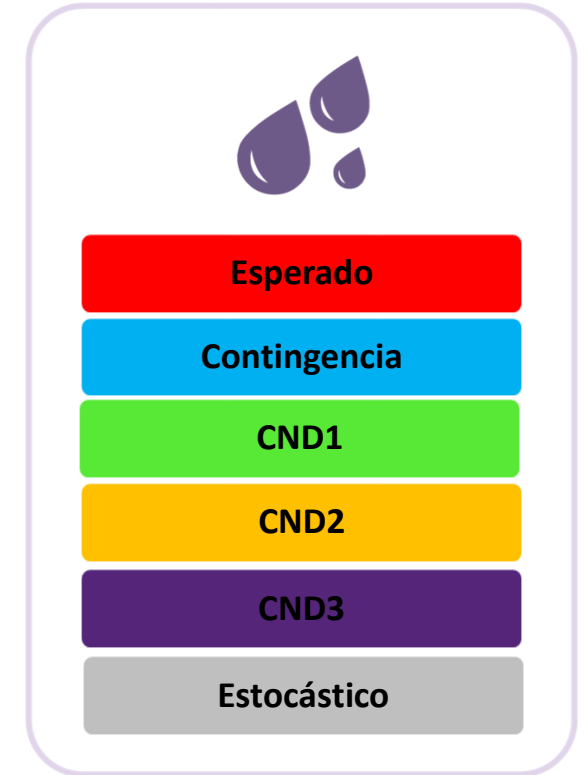 Esperado
Contingencia
CND1
CND2
CND3
Estocástico